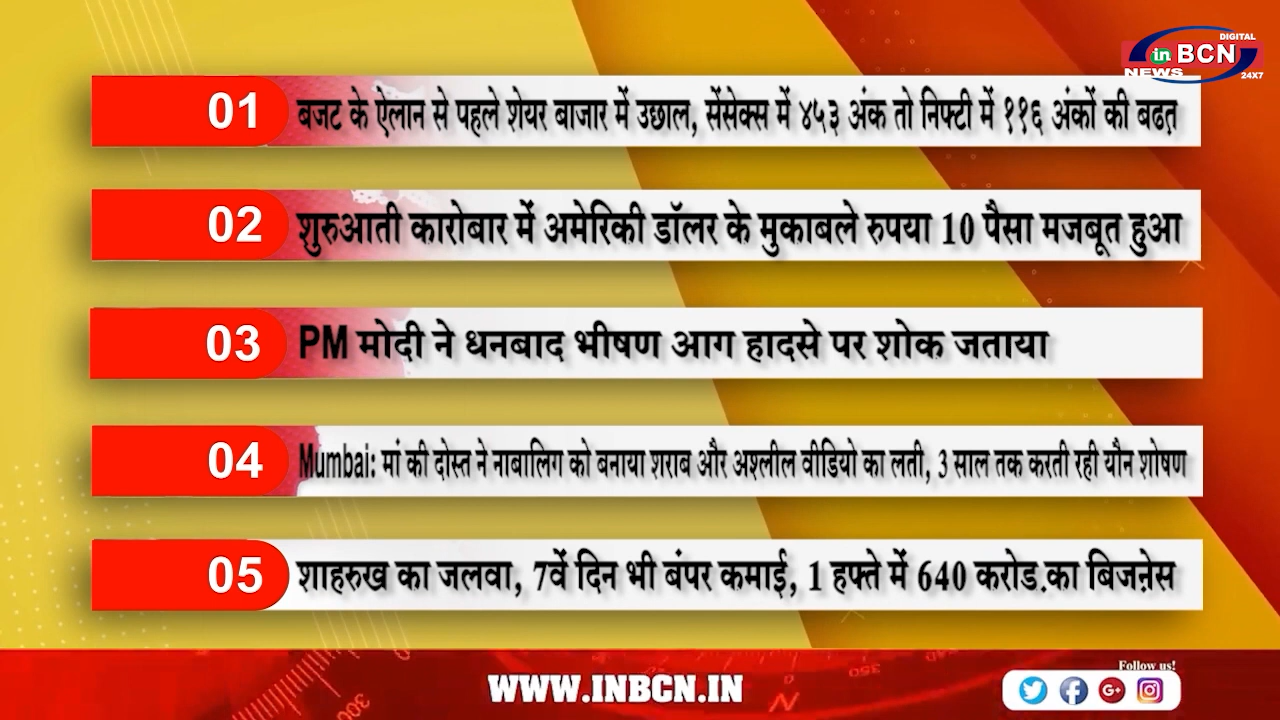 DIGITAL
in BCN
NEWS 24X7
01 बजट के ऐलान से पहले शेयर बाजार में उछाल, सेंसेक्स में ४५३ अंक तो निफ्टी में ११६ अंकों की बढत़
02 शुरुआती कारोबार में अमेरिकी डॉलर के मुकाबले रुपया 10 पैसा मजबूत हुआ
03 PM मोदी ने धनबाद भीषण आग हादसे पर शोक जताया
04 Mumbai: मां की दोस्त ने नाबालिग को बनाया शराब और अश्लील वीडियो का लती, 3 साल तक करती रही यौन शोषण
05 शाहरुख का जलवा, 7वें दिन भी बंपर कमाई, 1 हफ्ते में 640 करोड.का बिजऩेस
Follow us!
WWW.INBCN.IN